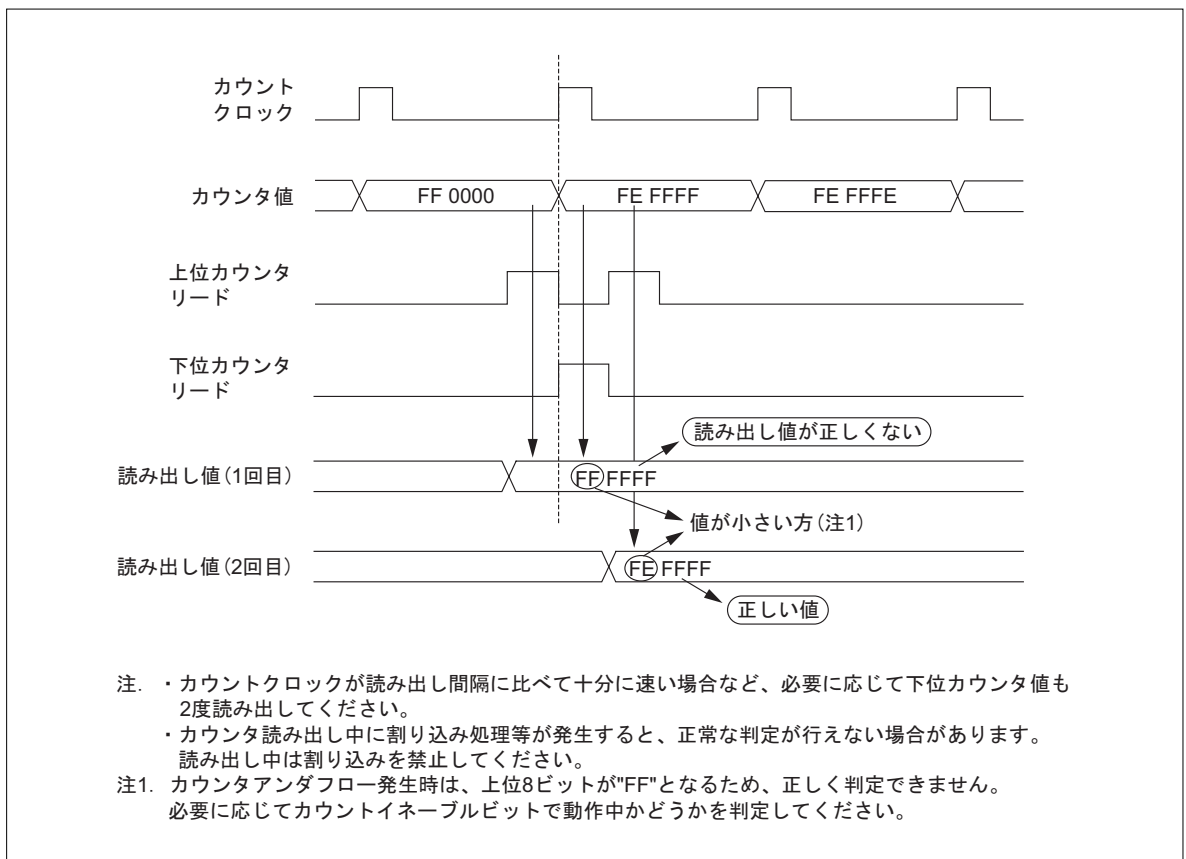 カウント
クロック
カウンタ値
FF 0000
FE FFFF
FE FFFE
上位カウンタ
リード
下位カウンタ
リード
読み出し値が正しくない
読み出し値(1回目)
FF FFFF
値が小さい方(注1)
読み出し値(2回目)
FE FFFF
正しい値
注. ・カウントクロックが読み出し間隔に比べて十分に速い場合など、必要に応じて下位カウンタ値も
2度読み出してください。
・カウンタ読み出し中に割り込み処理等が発生すると、正常な判定が行えない場合があります。
読み出し中は割り込みを禁止してください。
注1. カウンタアンダフロー発生時は、上位8ビットが"FF"となるため、正しく判定できません。
必要に応じてカウントイネーブルビットで動作中かどうかを判定してください。